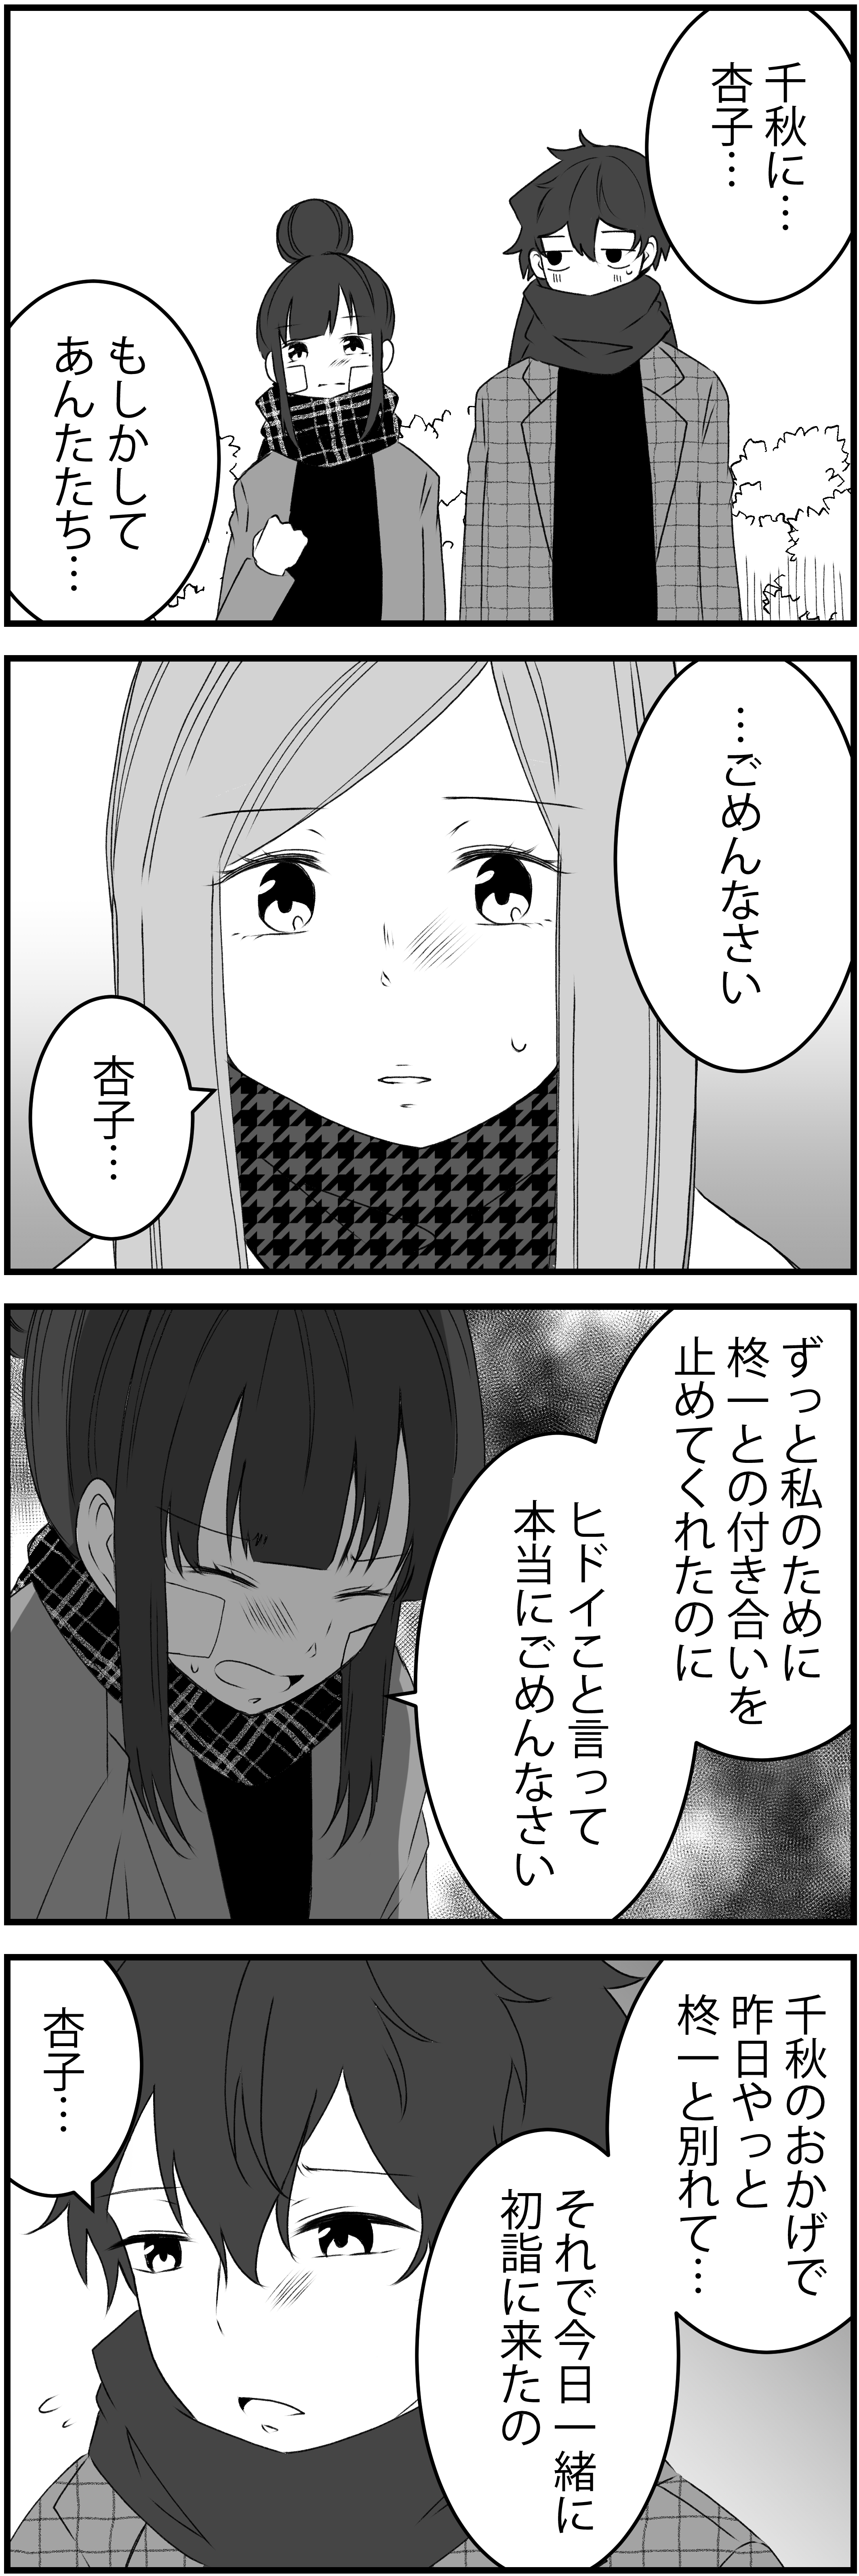 千秋に…
杏子…
もしかして
あんたたち…
…ごめんなさい
杏子…
ずっと私のために
柊一との付き合いを
止めてくれたのに
ヒドイこと言って
本当にごめんなさい
千秋のおかげで
昨日やっと
柊一と別れて…
それで今日一緒に
初詣に来たの
杏子…